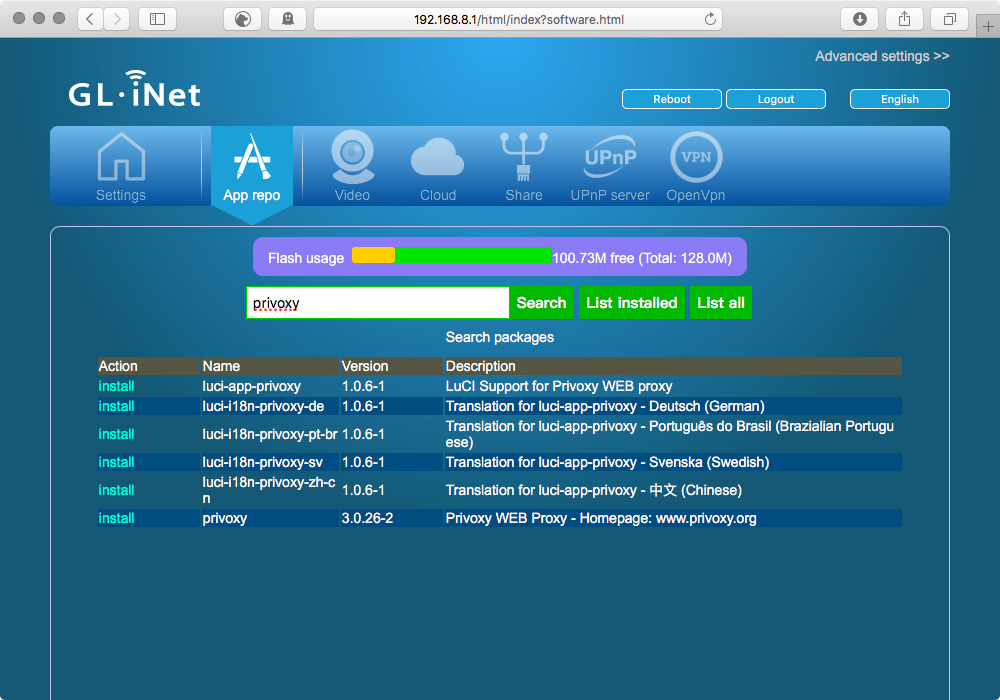 192.168.8.1/html/index?software.html
Advanced settings >>
GL·iNet
Reboot Logout English
VPN
UPnP
Settings App repo Video Cloud Share UPnP server OpenVpn
Flash usage 100.73M free (Total: 128.0M)
privoxy Search List installed List all
Search packages
Action Name Version Description
install luci-app-privoxy 1.0.6-1 LuCI Support for Privoxy WEB proxy
install luci-i18n-privoxy-de 1.0.6-1 Translation for luci-app-privoxy - Deutsch (German)
install luci-i18n-privoxy-pt-br 1.0.6-1 Translation for luci-app-privoxy - Português do Brasil (Brazialian Portugu
ese)
install luci-i18n-privoxy-sv 1.0.6-1 Translation for luci-app-privoxy - Svenska (Swedish)
install luci-i18n-privoxy-zh-c
n 1.0.6-1 Translation for luci-app-privoxy - 中文 (Chinese)
install privoxy 3.0.26-2 Privoxy WEB Proxy - Homepage: www.privoxy.org